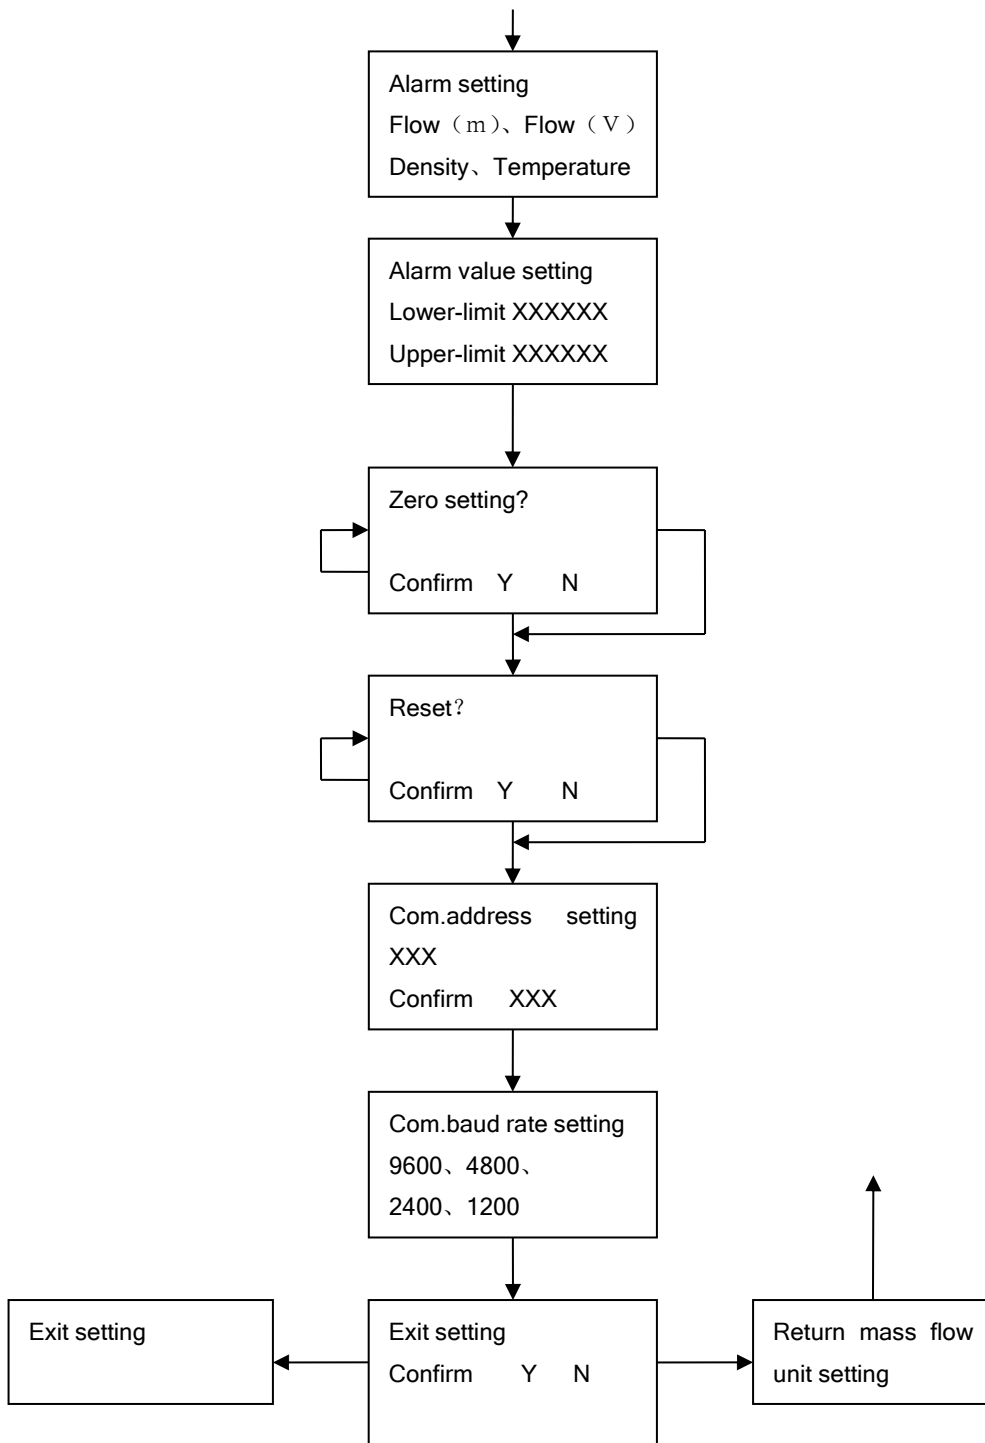 Alarm setting
Flow（m）、Flow（V）
Density、Temperature
Alarm value setting
Lower-limit XXXXXX
Upper-limit XXXXXX
Zero setting?
Confirm Y N
Reset？
Confirm Y N
Com.address setting
XXX
Confirm XXX
Com.baud rate setting
9600、4800、
2400、1200
Exit setting
Exit setting
Confirm Y N
Return mass flow
unit setting